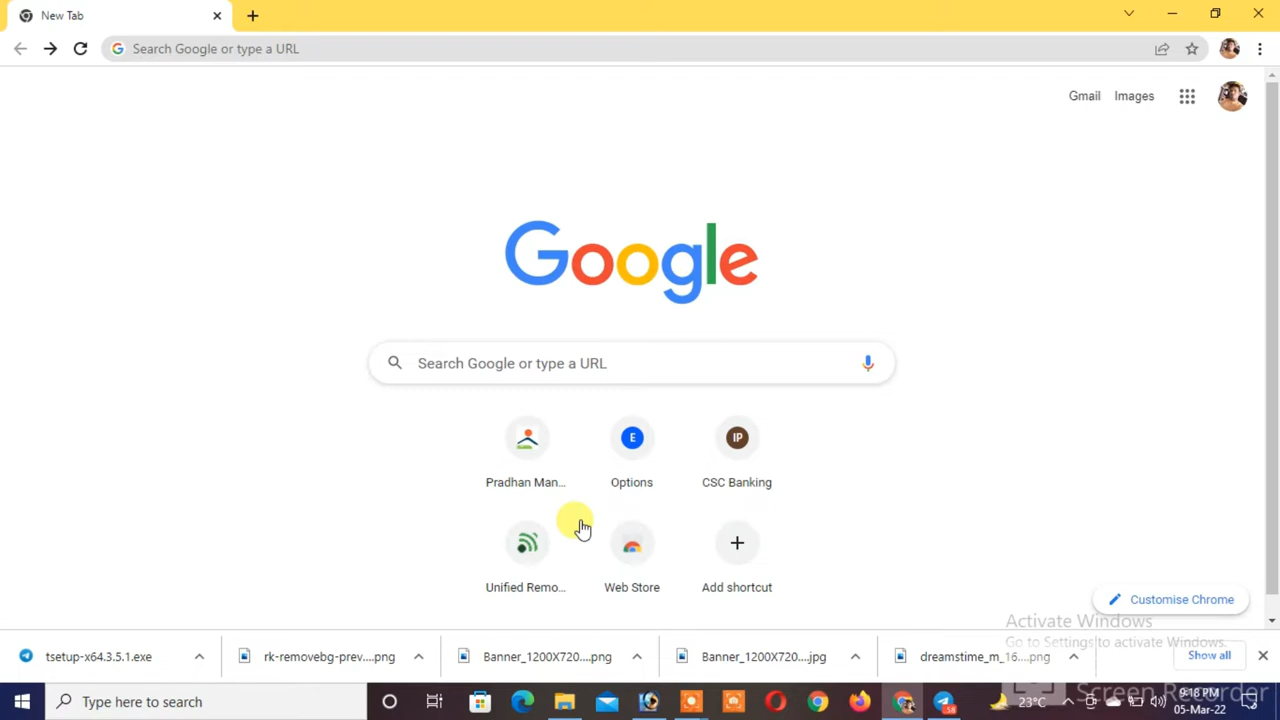 New Tab
Search Google or type a URL
Gmail Images
Google
Search Google or type a URL
Pradhan Man...
E
Options
IP
CSC Banking
Unified Remo...
Web Store
Add shortcut
Customise Chrome
Activate Windows
Go to Settings to activate Windows.
tsetup-x64.3.5.1.exe
rk-removebg-prev....png
Banner_1200X720....png
Banner_1200X720....jpg
dreamstime_m_16....png
Show all
Type here to search
23°C
9:18 PM
05-Mar-22
Screen Recorder